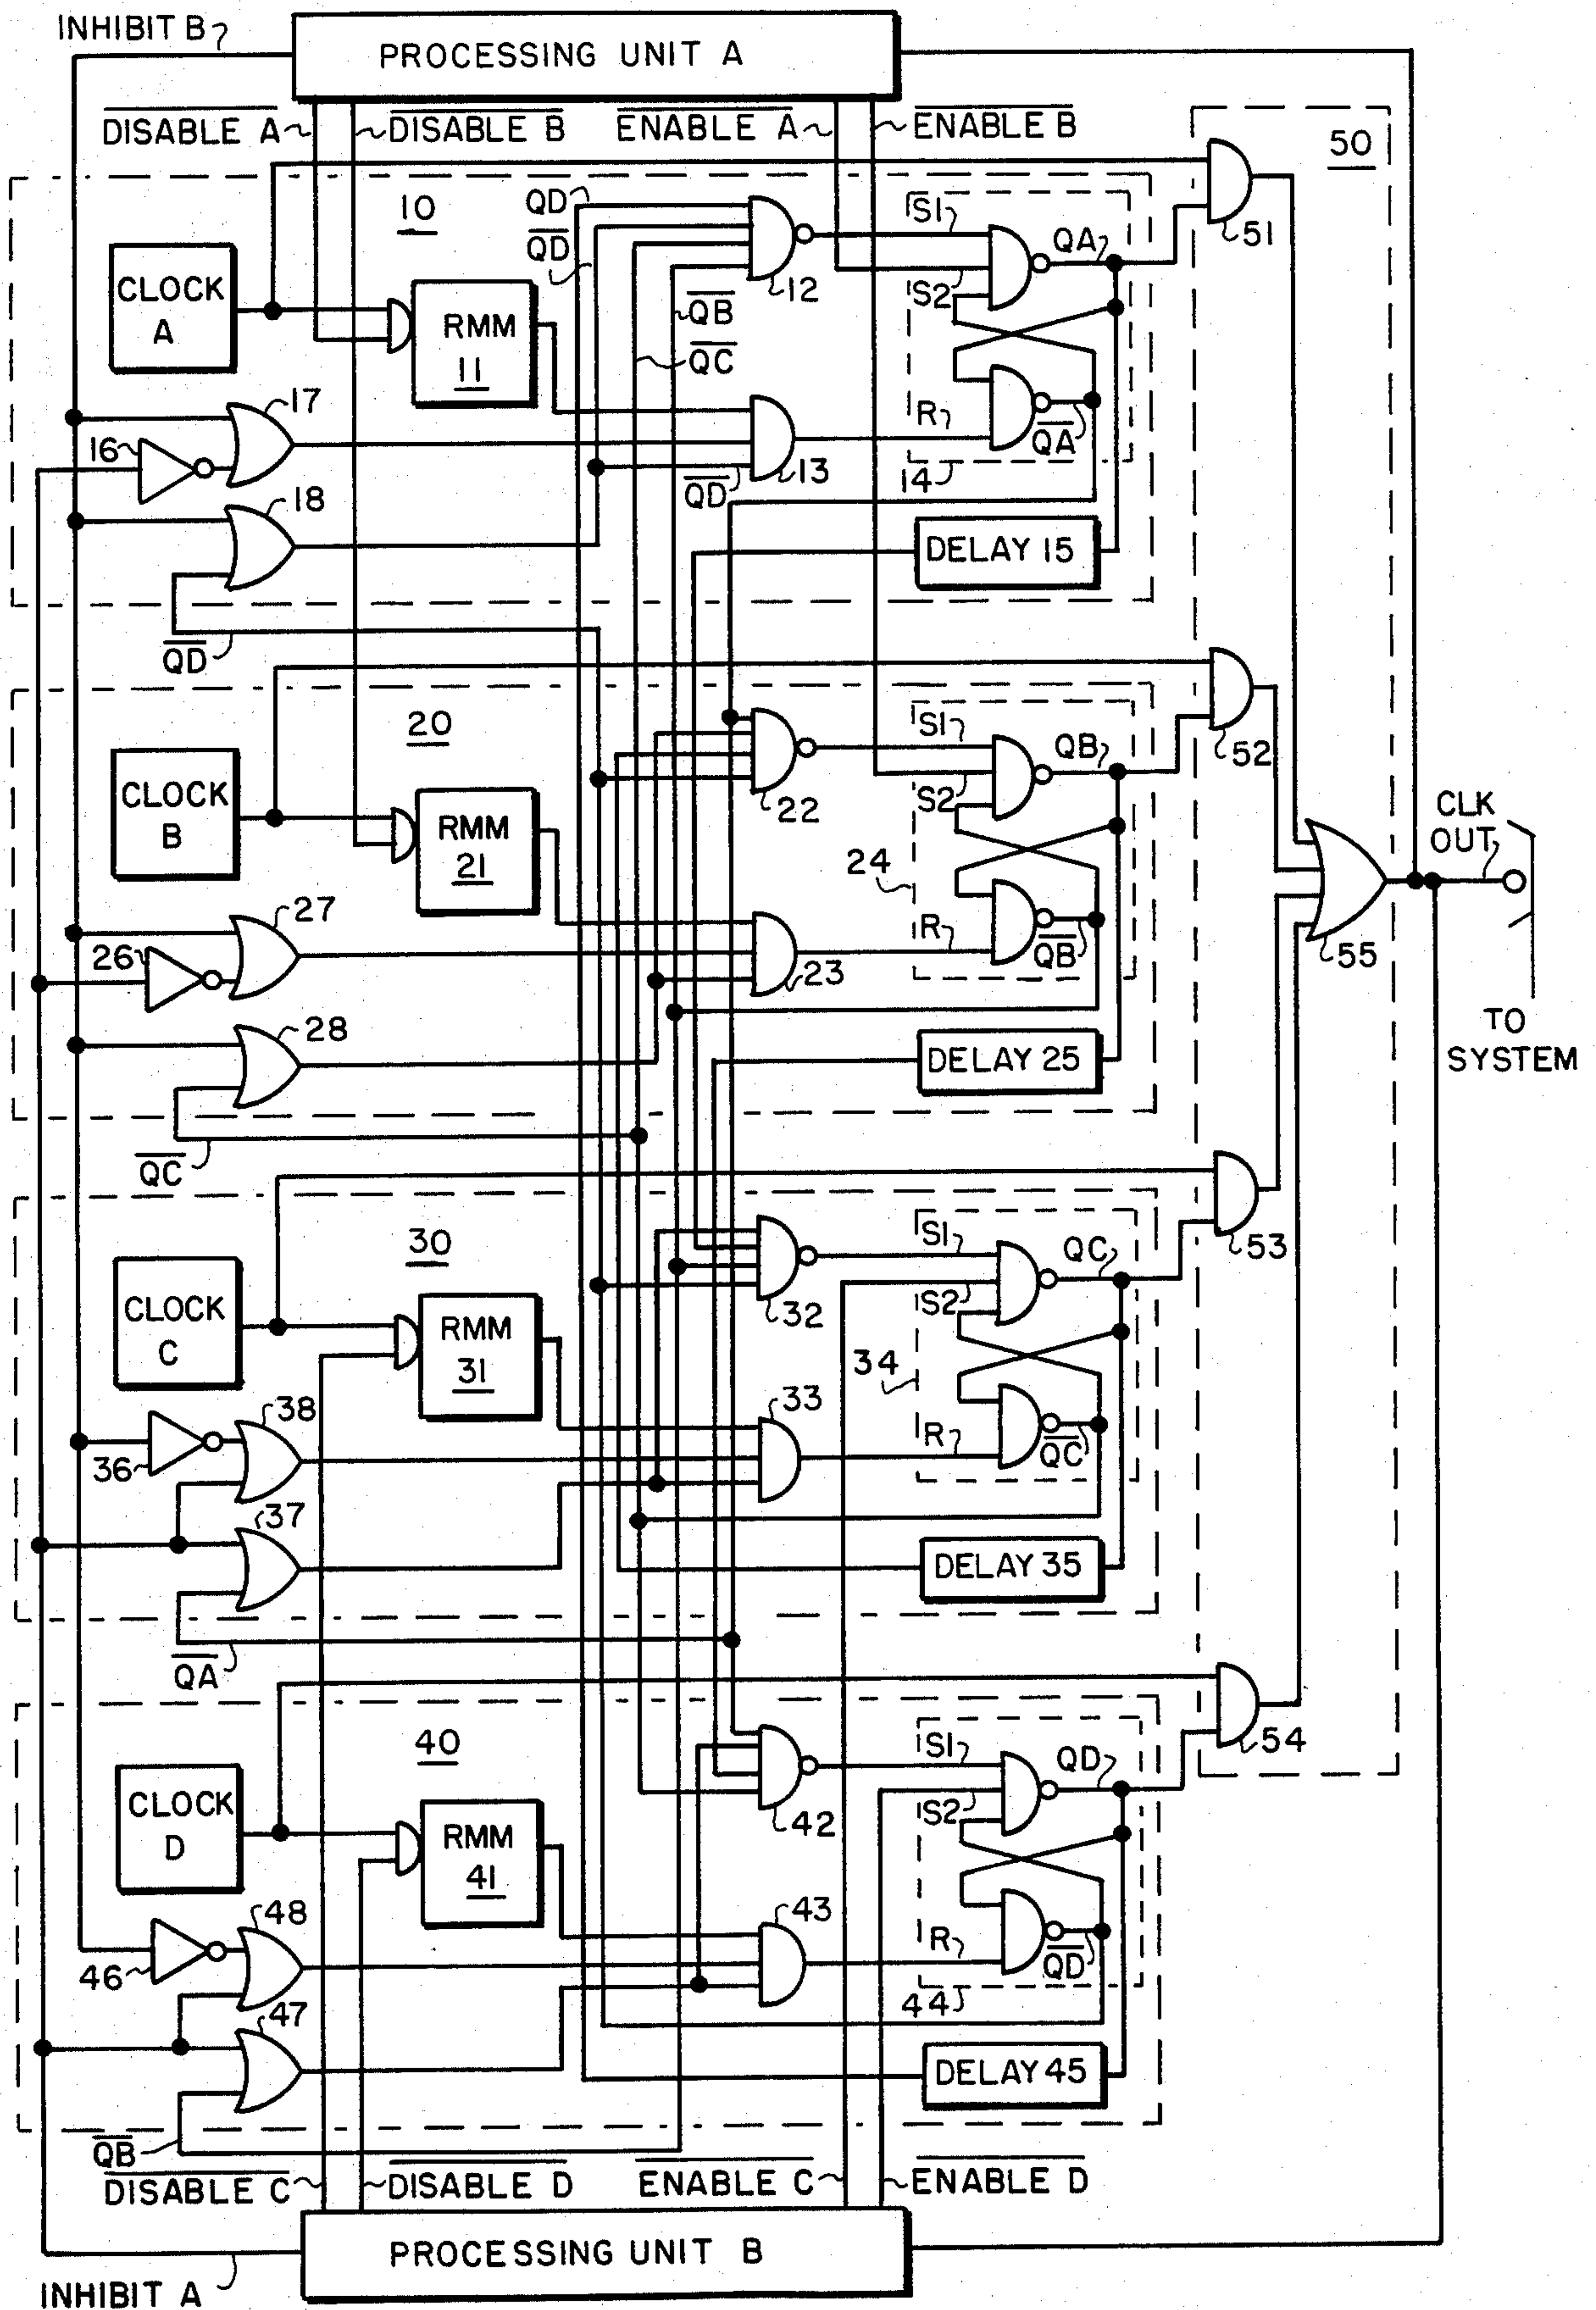 INHIBIT B
PROCESSING UNIT A
DISABLE A
DISABLE B
ENABLE A
ENABLE B
50
10
QD
QD
S1
QA
51
CLOCK
A
RMM
11
12
S2
QB
QC
17
16
R
QA
13
QD
14
18
DELAY 15
QD
20
S1
QB
52
CLOCK
B
RMM
21
22
S2
CLK
OUT
24
27
26
R
QB
23
55
28
DELAY 25
TO
SYSTEM
QC
30
S1
QC
53
CLOCK
C
RMM
31
32
S2
34
38
33
36
R
QC
37
DELAY 35
QA
40
S1
QD
54
CLOCK
D
RMM
41
42
S2
48
43
46
R
QD
47
44
DELAY 45
QB
DISABLE C
DISABLE D
ENABLE C
ENABLE D
PROCESSING UNIT B
INHIBIT A